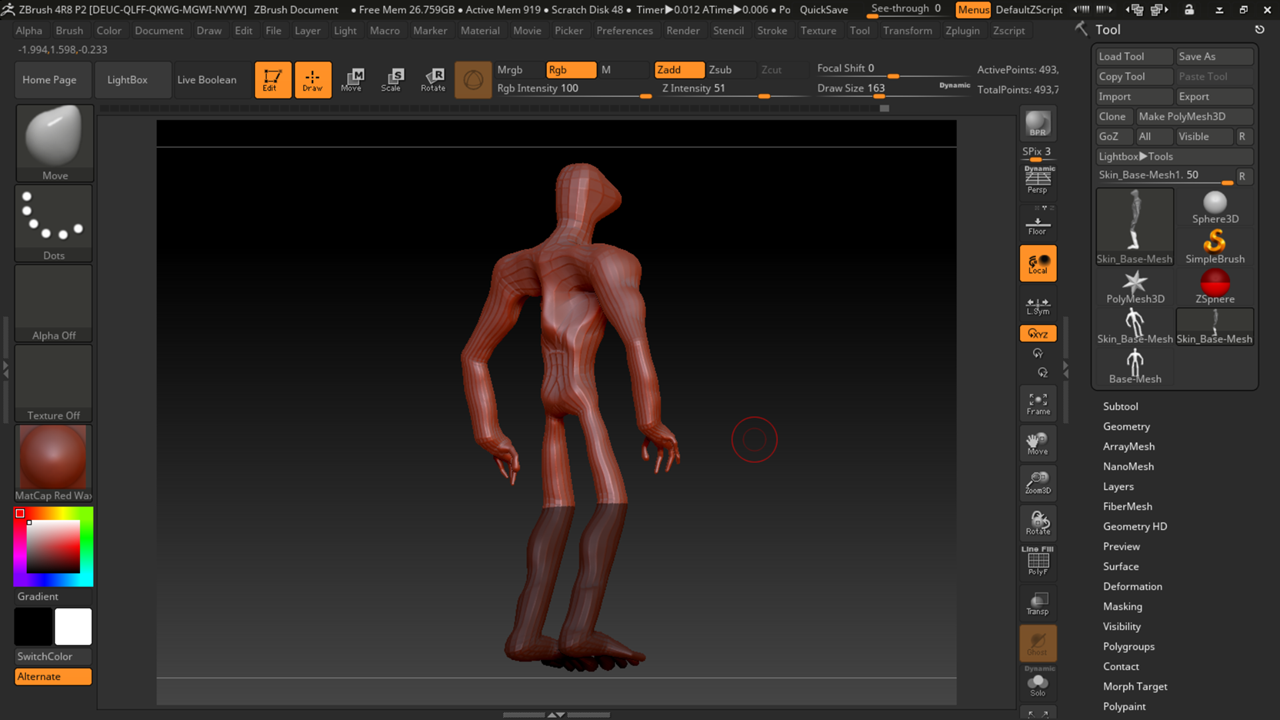 ZBrush 4R8 P2 [DEUC-QLFF-QKWG-MGWI-NVYW] ZBrush Document • Free Mem 26.759GB • Active Mem 919 • Scratch Disk 48 • Timer▶0.012 ATime▶0.006 • Po QuickSave See-through 0 Menus DefaultZScript
Alpha Brush Color Document Draw Edit File Layer Light Macro Marker Material Movie Picker Preferences Render Stencil Stroke Texture Tool Transform Zplugin Zscript
-1.994,1.598,-0.233
Home Page LightBox Live Boolean Edit Draw Move Scale Rotate
M S R
Mrgb Rgb M Zadd Zsub Zcut Focal Shift 0 ActivePoints: 493,
Rgb Intensity 100 Z Intensity 51 Draw Size 163 Dynamic TotalPoints: 493,7
Move
Dots
Alpha Off
Texture Off
MatCap Red Wax
Gradient
SwitchColor
Alternate
BPR
SPix 3
Dynamic
Persp
Floor
Local
L.Sym
XYZ
Y
Z
Frame
Move
Zoom3D
Rotate
Line Fill
PolyF
Transp
Ghost
Dynamic
Solo
Tool
Load Tool Save As
Copy Tool Paste Tool
Import Export
Clone Make PolyMesh3D
GoZ All Visible R
Lightbox▶Tools
Skin_Base-Mesh1. 50 R
Skin_Base-Mesh Sphere3D
SimpleBrush
PolyMesh3D ZSphere
Skin_Base-Mesh Skin_Base-Mesh
Base-Mesh
Subtool
Geometry
ArrayMesh
NanoMesh
Layers
FiberMesh
Geometry HD
Preview
Surface
Deformation
Masking
Visibility
Polygroups
Contact
Morph Target
Polypaint